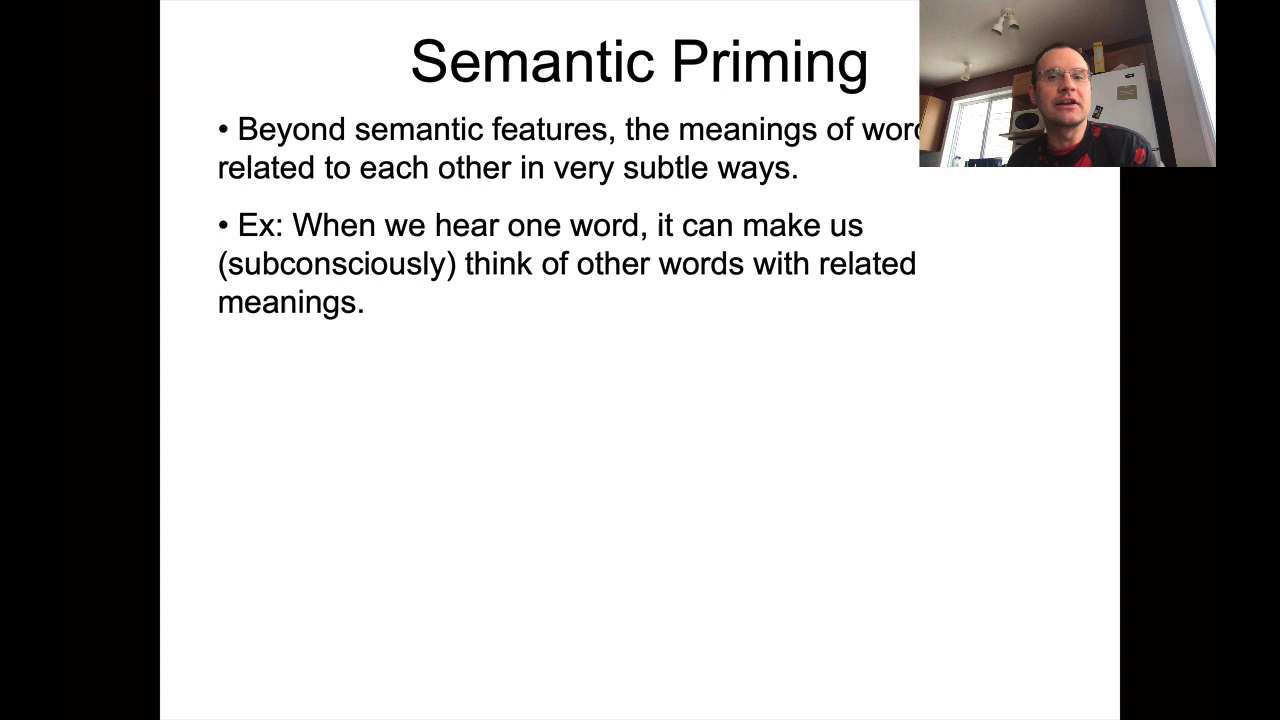 Semantic Priming
• Beyond semantic features, the meanings of
related to each other in very subtle ways.
• Ex: When we hear one word, it can make us
(subconsciously) think of other words with related
meanings.